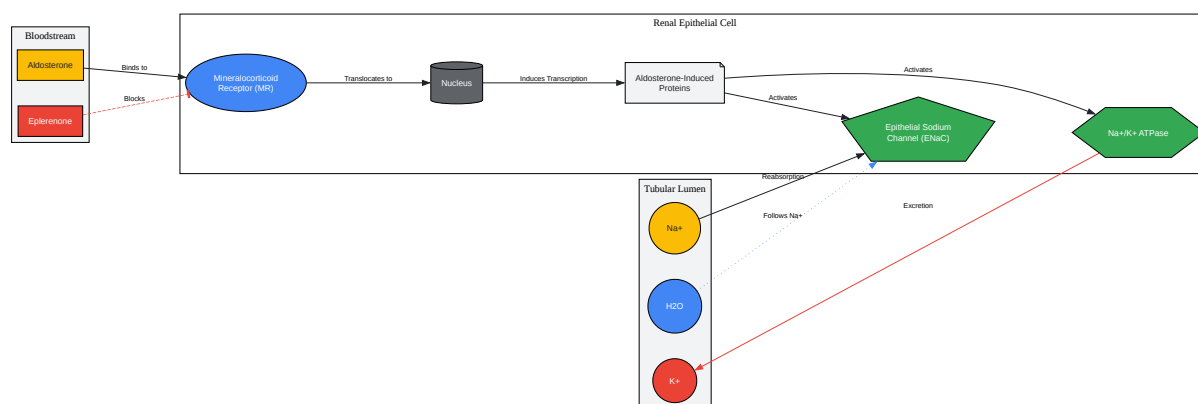 Renal Epithelial Cell
Bloodstream
Aldosterone
Binds to
Mineralocorticoid
Receptor (MR)
Translocates to
Nucleus
Induces Transcription
Aldosterone-Induced
Proteins
Activates
Activates
Blocks
Eplerenone
Epithelial Sodium
Channel (ENaC)
Na+/K+ ATPase
Reabsorption
Tubular Lumen
Na+
Follows Na+
Excretion
H2O
K+